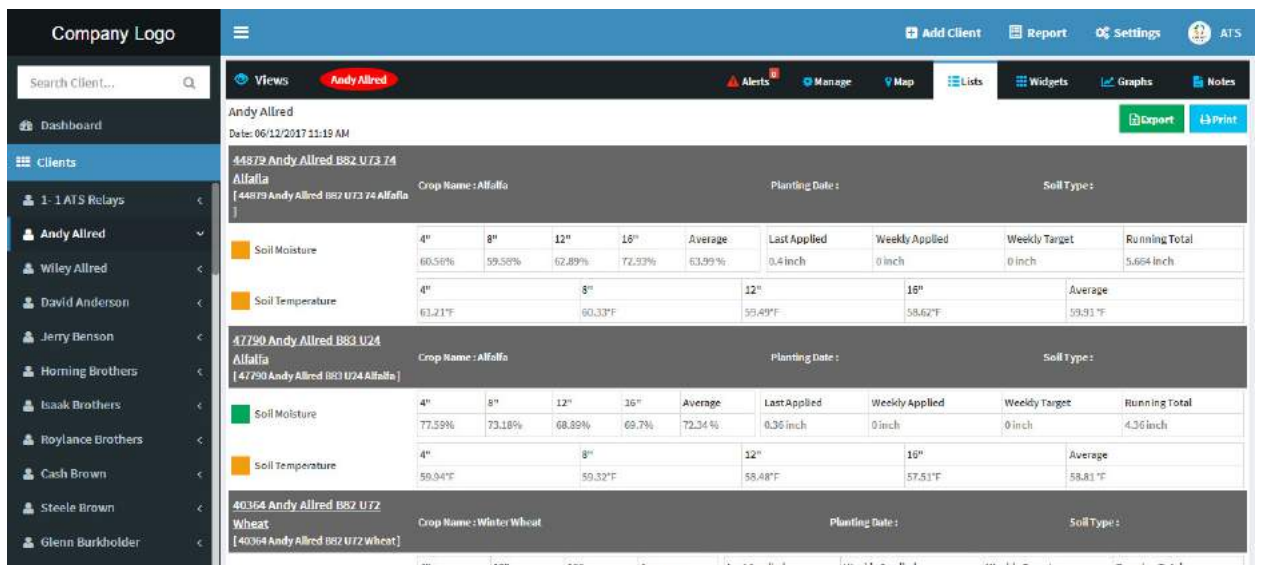 Company Logo
Add Client Report Settings ATS
Search Client...
Views Andy Allred Alerts 0 Manage Map Lists Widgets Graphs Notes
Dashboard
Clients
1- 1 ATS Relays
Andy Allred
Wiley Allred
David Anderson
Jerry Benson
Horning Brothers
Isaak Brothers
Roylance Brothers
Cash Brown
Steele Brown
Glenn Burkholder
Andy Allred
Date: 06/12/2017 11:19 AM
Export Print
44879 Andy Allred B82 U73 74
Alfafla
[ 44879 Andy Allred B82 U73 74 Alfafla
]
Crop Name : Alfalfa Planting Date : Soil Type :
Soil Moisture
4" 8" 12" 16" Average Last Applied Weekly Applied Weekly Target Running Total
60.56% 59.58% 62.89% 72.93% 63.99 % 0.4 inch 0 inch 0 inch 5.664 inch
Soil Temperature
4" 8" 12" 16" Average
61.21°F 60.33°F 59.49°F 58.62°F 59.91 °F
47790 Andy Allred B83 U24
Alfalfa
[ 47790 Andy Allred B83 U24 Alfalfa ]
Crop Name : Alfalfa Planting Date : Soil Type :
Soil Moisture
4" 8" 12" 16" Average Last Applied Weekly Applied Weekly Target Running Total
77.59% 73.18% 68.89% 69.7% 72.34 % 0.36 inch 0 inch 0 inch 4.36 inch
Soil Temperature
4" 8" 12" 16" Average
59.94°F 59.32°F 58.48°F 57.51°F 58.81 °F
40364 Andy Allred B82 U72
Wheat
[ 40364 Andy Allred B82 U72 Wheat ]
Crop Name : Winter Wheat Planting Date : Soil Type :